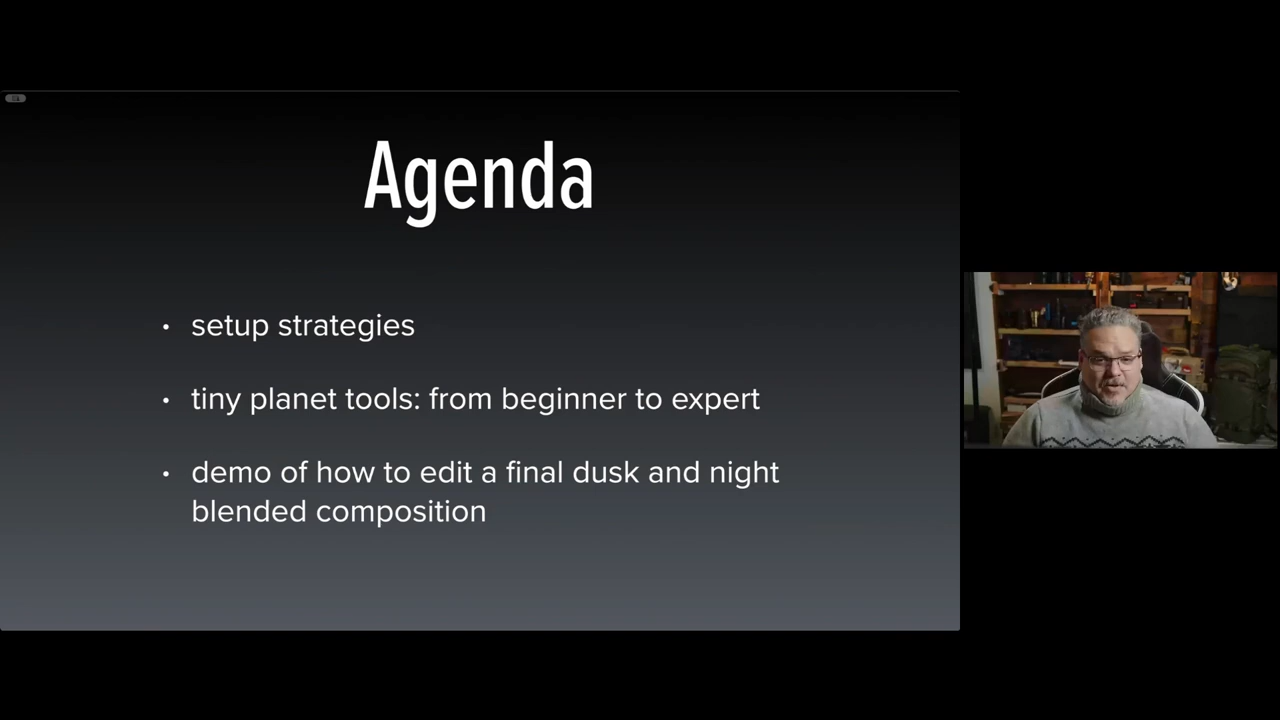 Agenda
• setup strategies
• tiny planet tools: from beginner to expert
• demo of how to edit a final dusk and night
blended composition